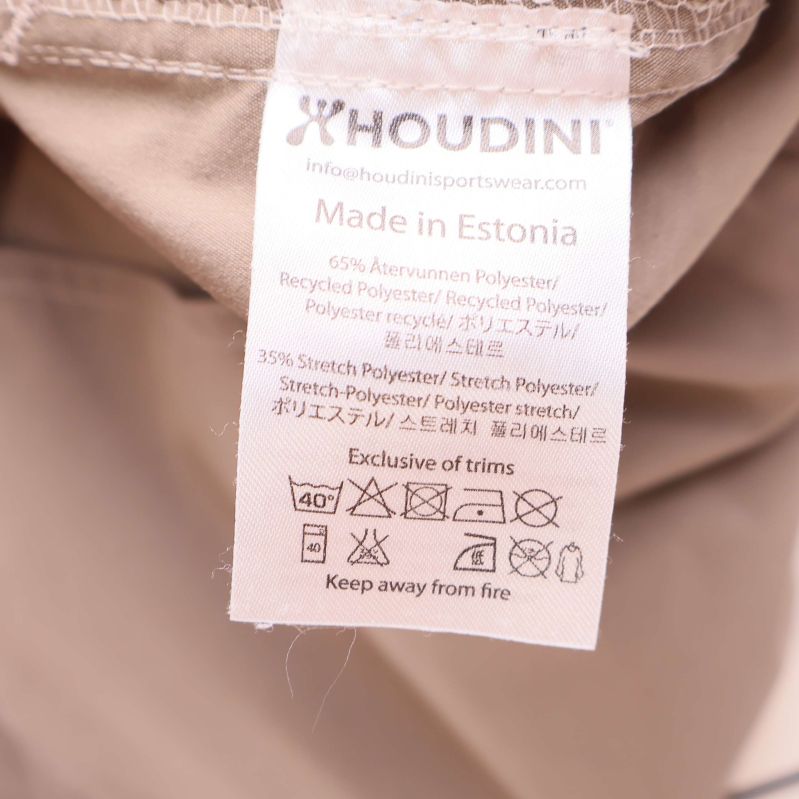 HOUDINI
info@houdinisportswear.com
Made in Estonia
65% Återvunnen Polyester/
Recycled Polyester/ Recycled Polyester/
Polyester recyclé/ ポリエステル/
폴리에스테르
35% Stretch Polyester/ Stretch Polyester/
Stretch-Polyester/ Polyester stretch/
ポリエステル/ 스트레치 폴리에스테르
Exclusive of trims
40°
40 低
Keep away from fire